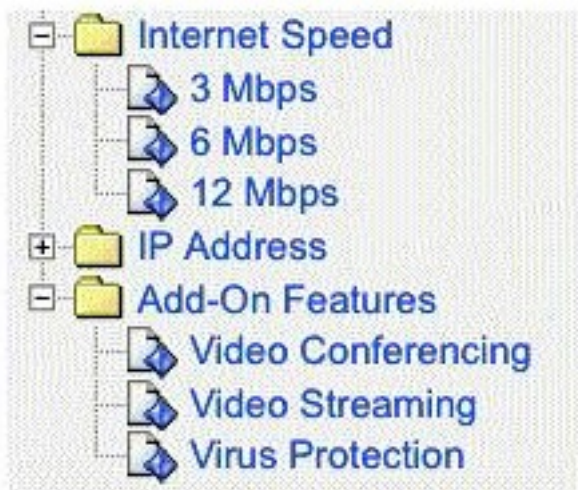 Internet Speed
3 Mbps
6 Mbps
12 Mbps
IP Address
Add-On Features
Video Conferencing
Video Streaming
Virus Protection